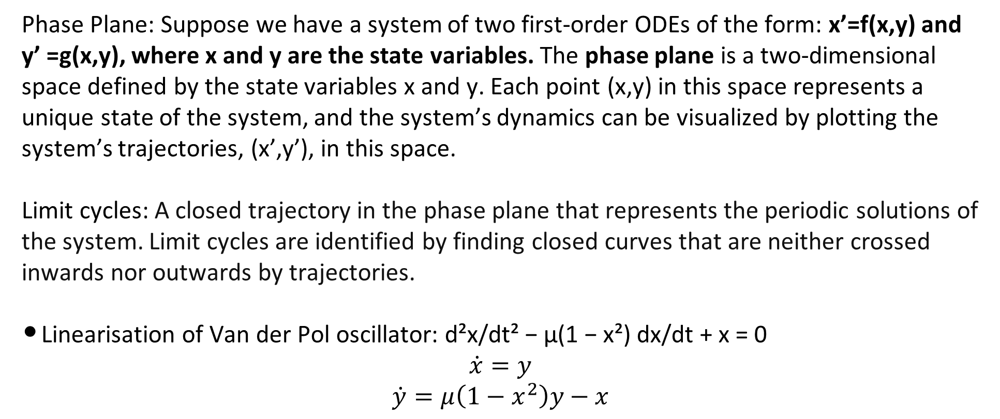 Phase Plane: Suppose we have a system of two first-order ODEs of the form: x’=f(x,y) and
y’ =g(x,y), where x and y are the state variables. The phase plane is a two-dimensional
space defined by the state variables x and y. Each point (x,y) in this space represents a
unique state of the system, and the system’s dynamics can be visualized by plotting the
system’s trajectories, (x’,y’), in this space.
Limit cycles: A closed trajectory in the phase plane that represents the periodic solutions of
the system. Limit cycles are identified by finding closed curves that are neither crossed
inwards nor outwards by trajectories.
• Linearisation of Van der Pol oscillator: d²x/dt² − μ(1 − x²) dx/dt + x = 0
ẋ = y
ẏ = μ(1 − x²)y − x